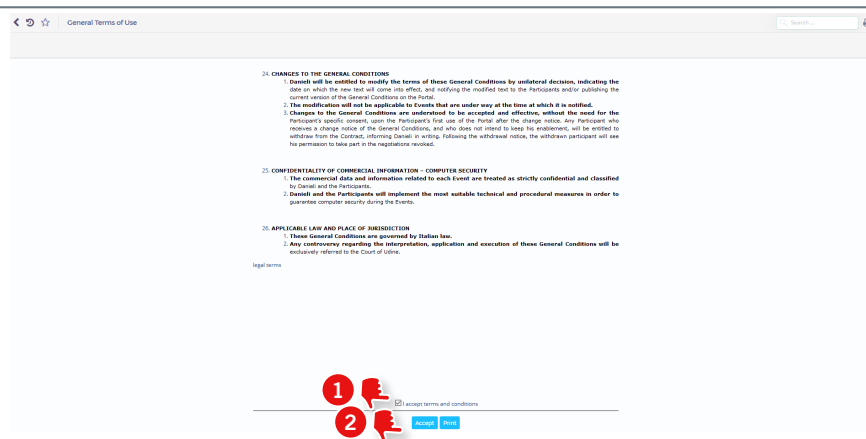 General Terms of Use
Search ...
24. CHANGES TO THE GENERAL CONDITIONS
1. Danieli will be entitled to modify the terms of these General Conditions by unilateral decision, indicating the
date on which the new text will come into effect, and notifying the modified text to the Participants and/or publishing the
current version of the General Conditions on the Portal.
2. The modification will not be applicable to Events that are under way at the time at which it is notified.
3. Changes to the General Conditions are understood to be accepted and effective, without the need for the
Participant's specific consent, upon the Participant's first use of the Portal after the change notice. Any Participant who
receives a change notice of the General Conditions, and who does not intend to keep his enablement, will be entitled to
withdraw from the Contract, informing Danieli in writing. Following the withdrawal notice, the withdrawn participant will see
his permission to take part in the negotiations revoked.
25. CONFIDENTIALITY OF COMMERCIAL INFORMATION – COMPUTER SECURITY
1. The commercial data and information related to each Event are treated as strictly confidential and classified
by Danieli and the Participants.
2. Danieli and the Participants will implement the most suitable technical and procedural measures in order to
guarantee computer security during the Events.
26. APPLICABLE LAW AND PLACE OF JURISDICTION
1. These General Conditions are governed by Italian law.
2. Any controversy regarding the interpretation, application and execution of these General Conditions will be
exclusively referred to the Court of Udine.
legal terms
1
I accept terms and conditions
2
Accept Print